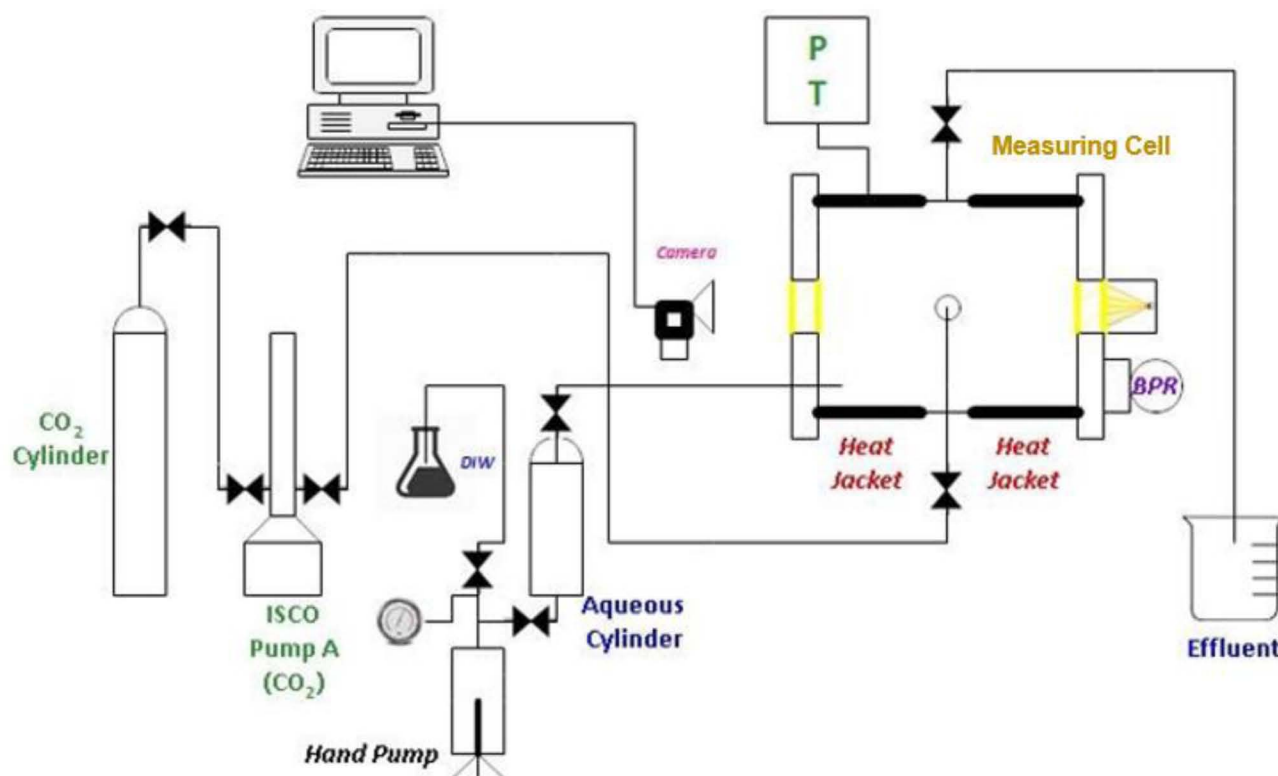 P
T
Measuring Cell
Camera
CO₂
Cylinder
DIW
BPR
Heat
Jacket
Heat
Jacket
ISCO
Pump A
(CO₂)
Aqueous
Cylinder
Effluent
Hand Pump